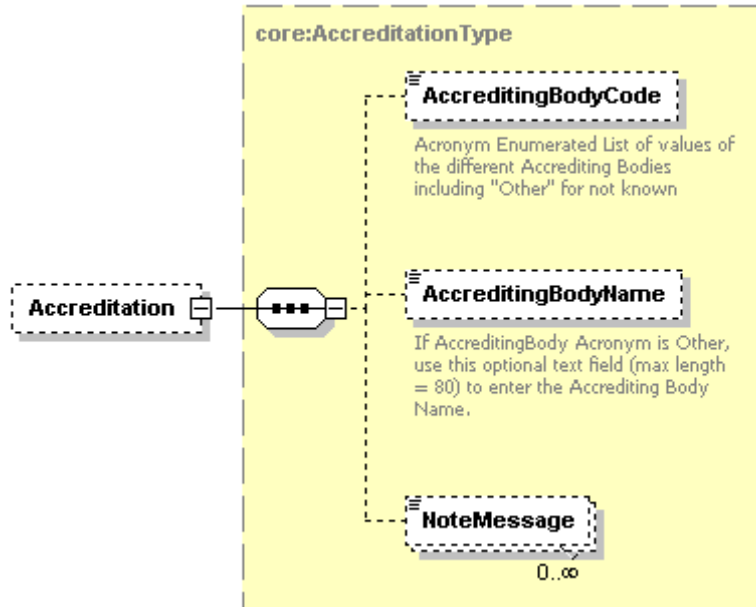 core:AccreditationType
AccreditingBodyCode
Acronym Enumerated List of values of
the different Accrediting Bodies
including "Other" for not known
Accreditation
AccreditingBodyName
If AccreditingBody Acronym is Other,
use this optional text field (max length
= 80) to enter the Accrediting Body
Name.
NoteMessage
0..∞